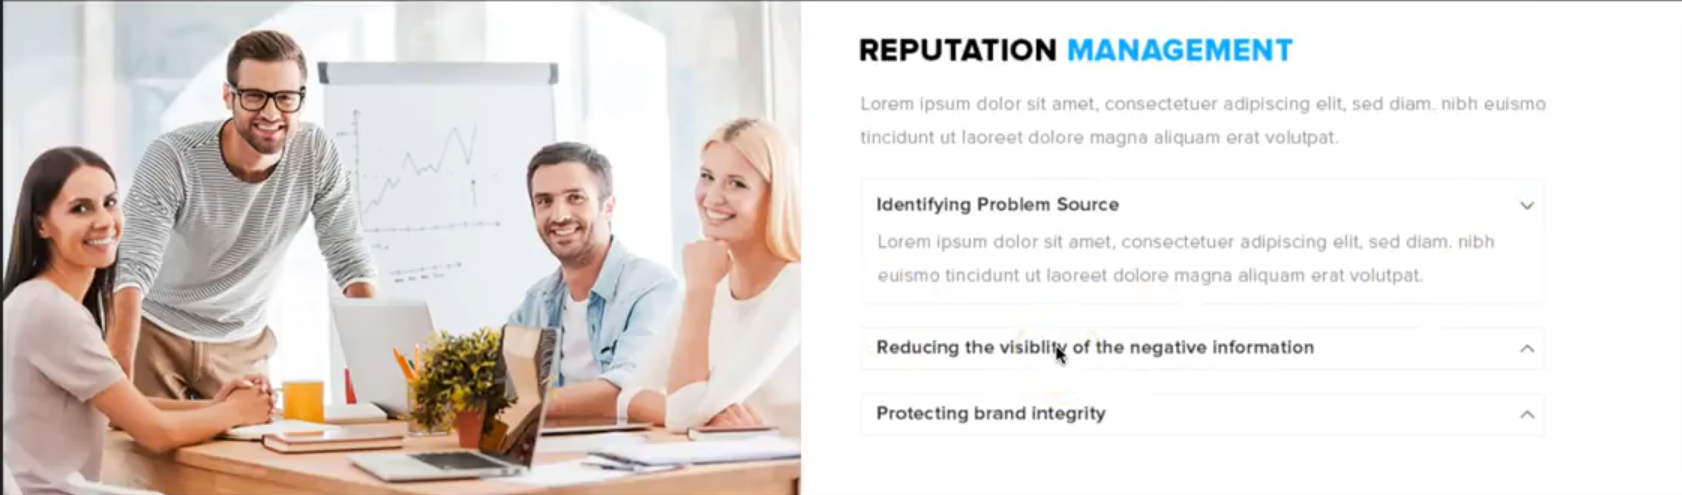 REPUTATION MANAGEMENT
Lorem ipsum dolor sit amet, consectetuer adipiscing elit, sed diam. nibh euismo
tincidunt ut laoreet dolore magna aliquam erat volutpat.
Identifying Problem Source
Lorem ipsum dolor sit amet, consectetuer adipiscing elit, sed diam. nibh
euismo tincidunt ut laoreet dolore magna aliquam erat volutpat.
Reducing the visiblity of the negative information
Protecting brand integrity